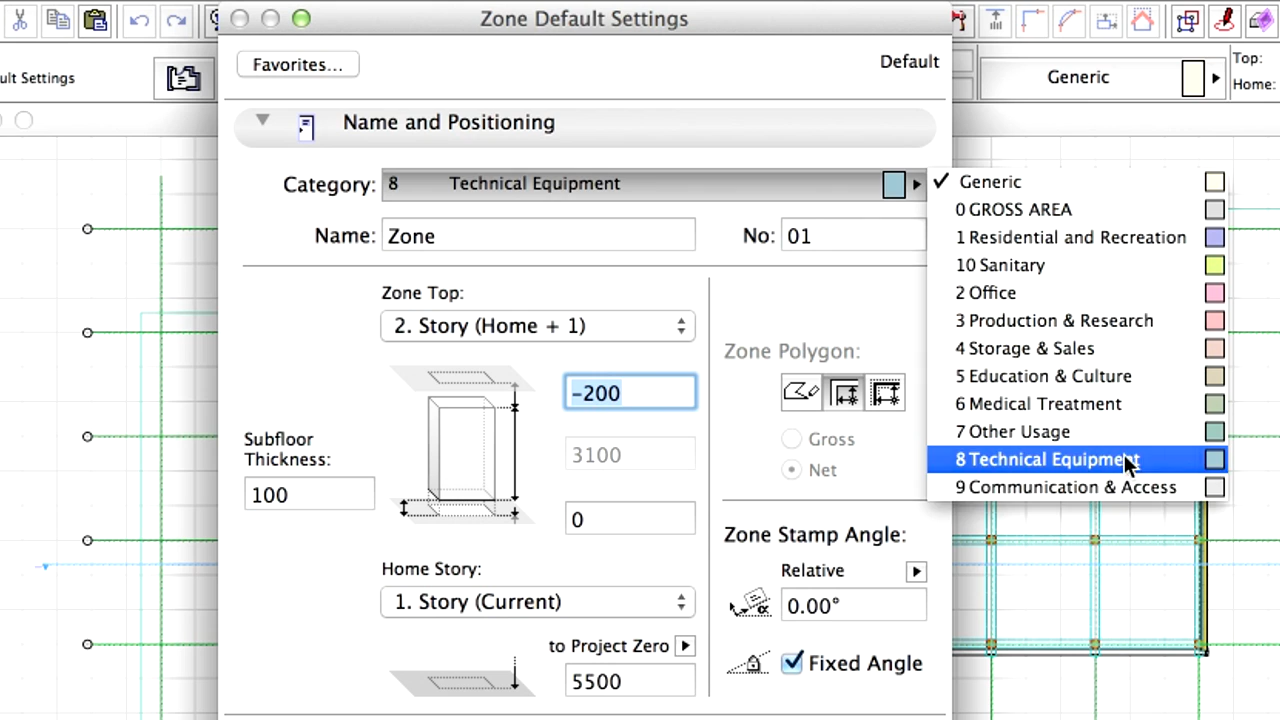 Zone Default Settings
Favorites...
Default
ult Settings
Generic
Top:
Home:
Name and Positioning
Category:
8 Technical Equipment
Name:
Zone
No:
01
Generic
0 GROSS AREA
1 Residential and Recreation
10 Sanitary
2 Office
3 Production & Research
4 Storage & Sales
5 Education & Culture
6 Medical Treatment
7 Other Usage
8 Technical Equipment
9 Communication & Access
Zone Top:
2. Story (Home + 1)
-200
3100
0
Subfloor
Thickness:
100
Home Story:
1. Story (Current)
to Project Zero
5500
Zone Polygon:
Gross
Net
Zone Stamp Angle:
Relative
0.00°
Fixed Angle